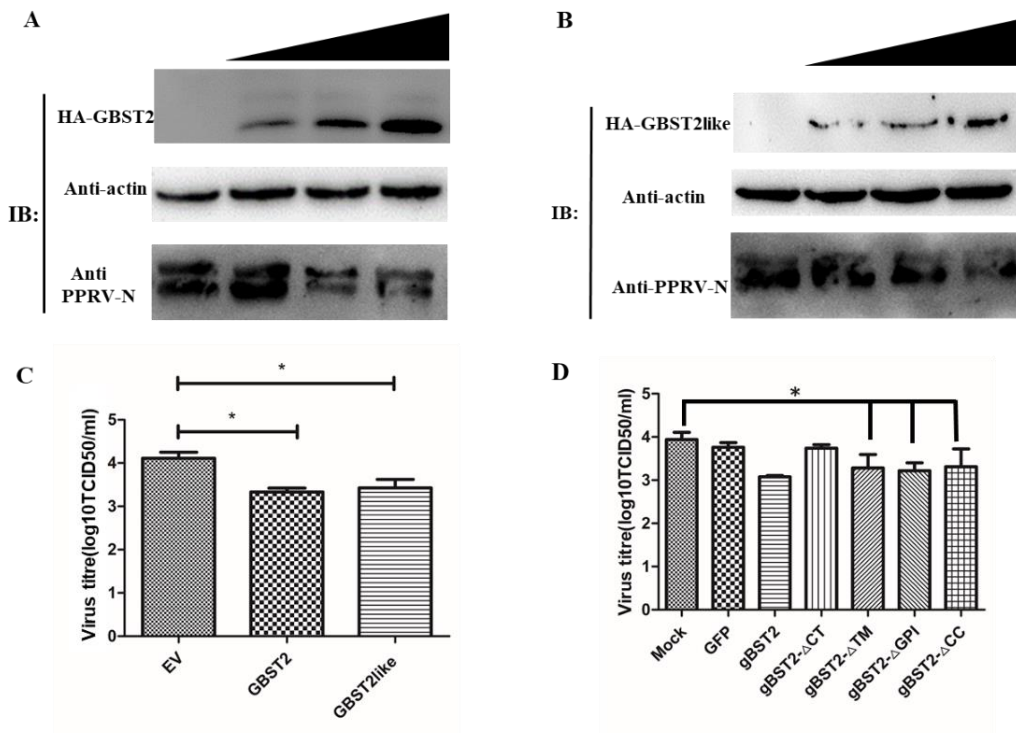 A
HA-GBST2
Anti-actin
IB:
Anti
PPRV-N
B
HA-GBST2like
Anti-actin
IB:
Anti-PPRV-N
C
*
*
Virus titre(log10TCID50/ml)
5
4
3
2
1
0
EV
GBST2
GBST2like
D
*
Virus titre(log10TCID50/ml)
5
4
3
2
1
0
Mock
GFP
gBST2
gBST2-△CT
gBST2-△TM
gBST2-△GPI
gBST2-△CC